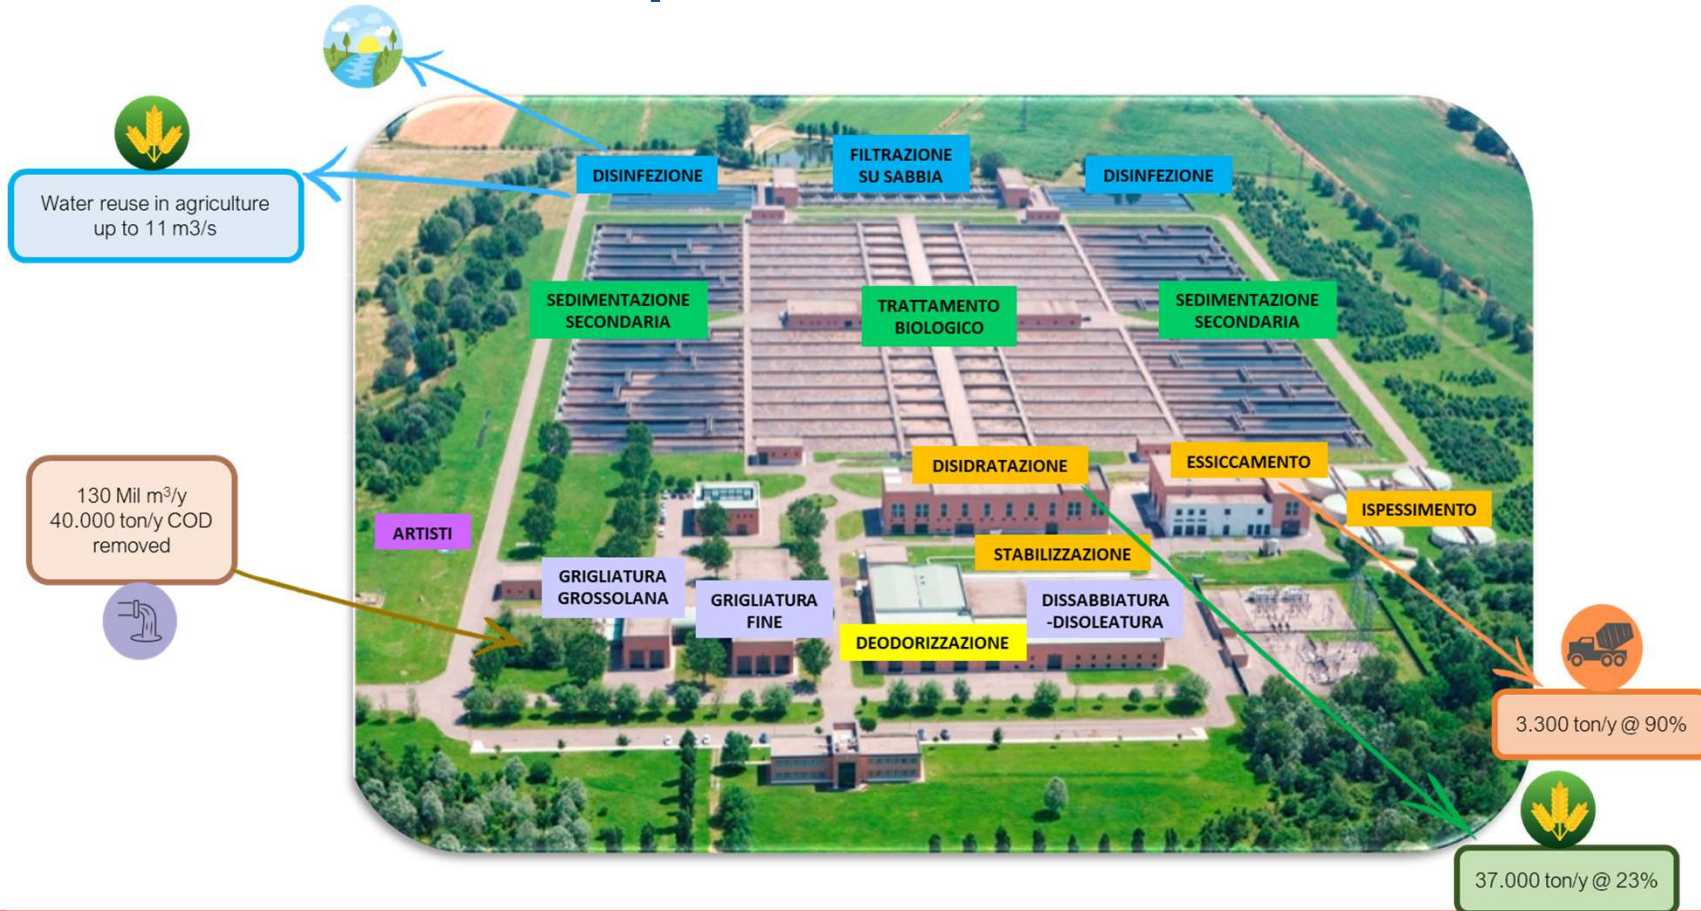 DISINFEZIONE
FILTRAZIONE
SU SABBIA
DISINFEZIONE
Water reuse in agriculture
up to 11 m3/s
SEDIMENTAZIONE
SECONDARIA
TRATTAMENTO
BIOLOGICO
SEDIMENTAZIONE
SECONDARIA
130 Mil m³/y
40.000 ton/y COD
removed
DISIDRATAZIONE
ESSICCAMENTO
ISPESSIMENTO
ARTISTI
STABILIZZAZIONE
GRIGLIATURA
GROSSOLANA
GRIGLIATURA
FINE
DISSABBIATURA
-DISOLEATURA
DEODORIZZAZIONE
3.300 ton/y @ 90%
37.000 ton/y @ 23%